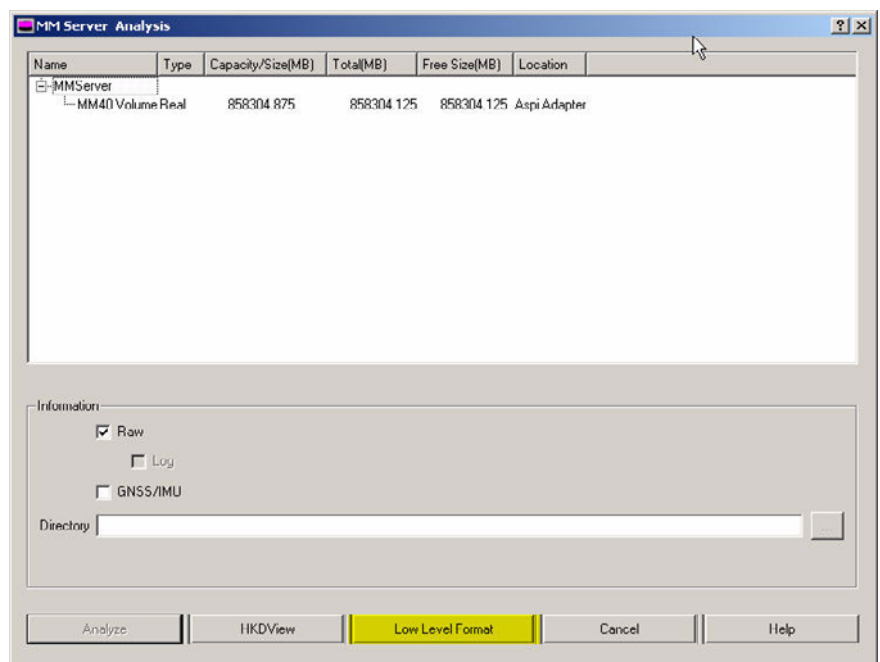 MM Server Analysis
Name Type Capacity/Size(MB) Total(MB) Free Size(MB) Location
MMServer
MM40 Volume Real 858304.875 858304.125 858304.125 Aspi Adapter
Information
Raw
Log
GNSS/IMU
Directory ...
Analyze HKDView Low Level Format Cancel Help